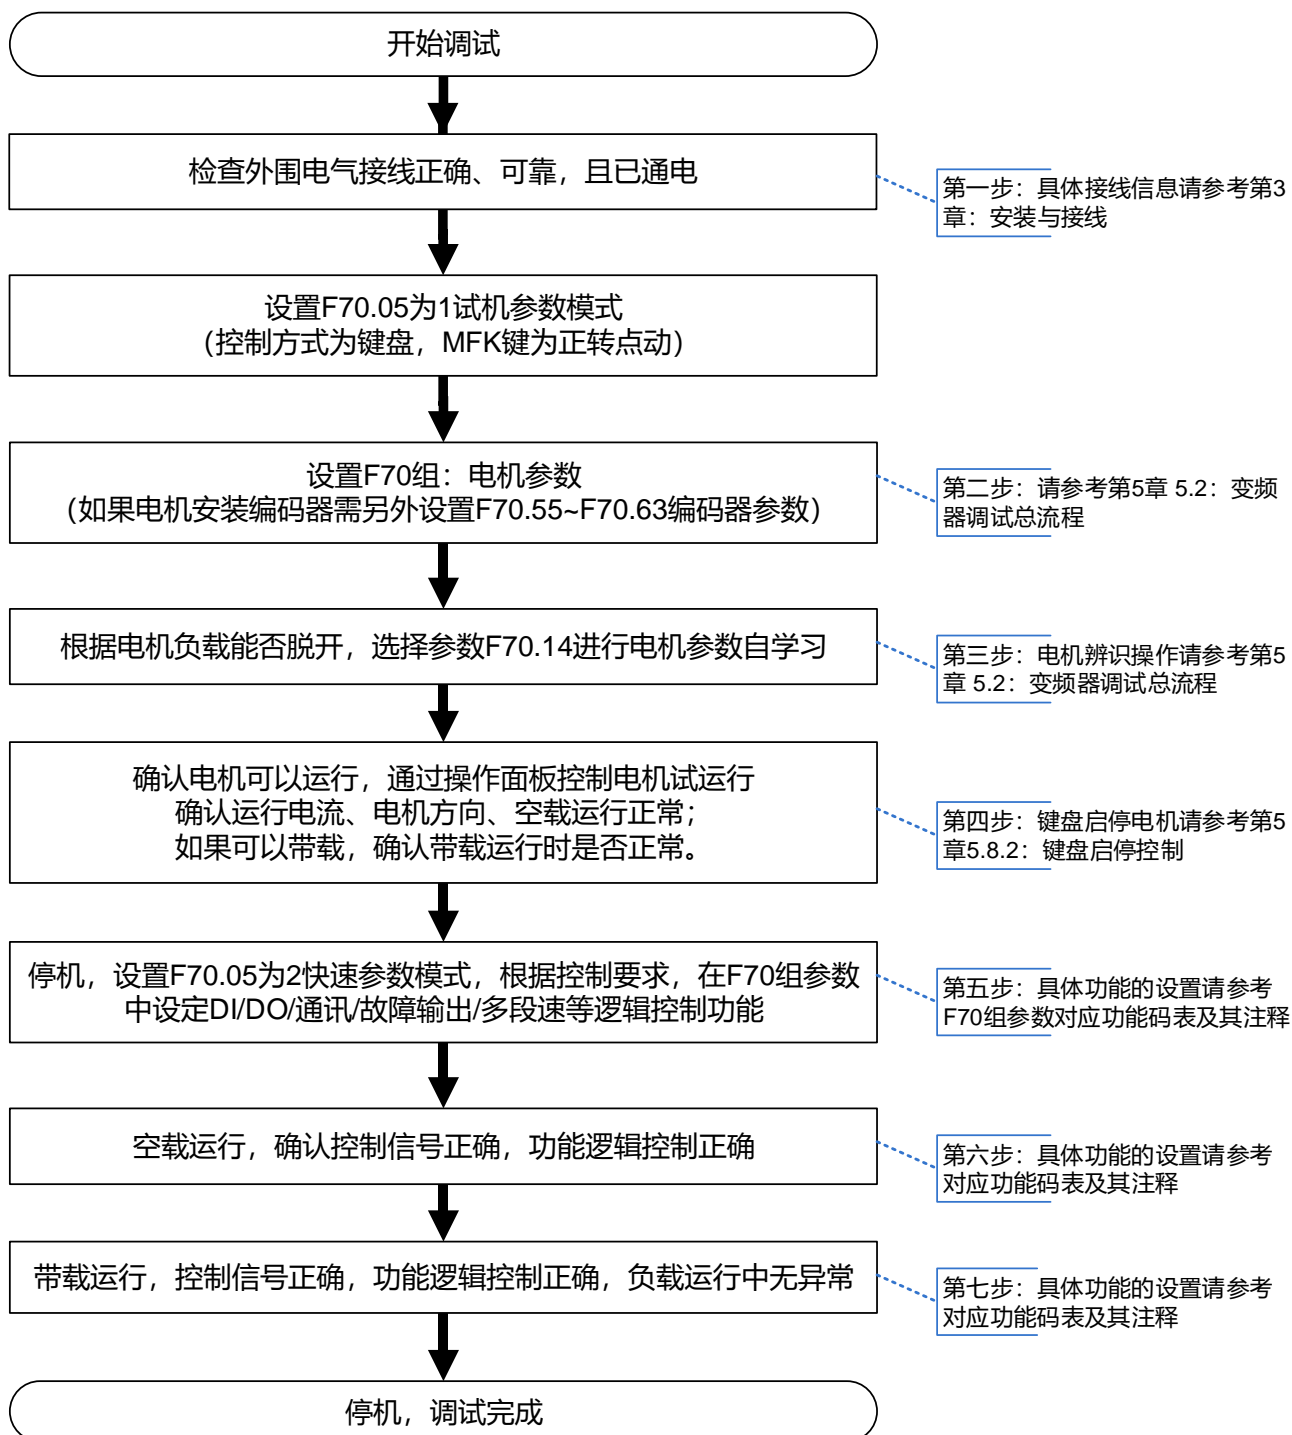 开始调试
检查外围电气接线正确、可靠，且已通电
第一步：具体接线信息请参考第3
章：安装与接线
设置F70.05为1试机参数模式
（控制方式为键盘，MFK键为正转点动）
设置F70组：电机参数
（如果电机安装编码器需另外设置F70.55~F70.63编码器参数）
第二步：请参考第5章 5.2：变频
器调试总流程
根据电机负载能否脱开，选择参数F70.14进行电机参数自学习
第三步：电机辨识操作请参考第5
章 5.2：变频器调试总流程
确认电机可以运行，通过操作面板控制电机试运行
确认运行电流、电机方向、空载运行正常；
如果可以带载，确认带载运行时是否正常。
第四步：键盘启停电机请参考第5
章5.8.2：键盘启停控制
停机，设置F70.05为2快速参数模式，根据控制要求，在F70组参数
中设定DI/DO/通讯/故障输出/多段速等逻辑控制功能
第五步：具体功能的设置请参考
F70组参数对应功能码表及其注释
空载运行，确认控制信号正确，功能逻辑控制正确
第六步：具体功能的设置请参考
对应功能码表及其注释
带载运行，控制信号正确，功能逻辑控制正确，负载运行中无异常
第七步：具体功能的设置请参考
对应功能码表及其注释
停机，调试完成